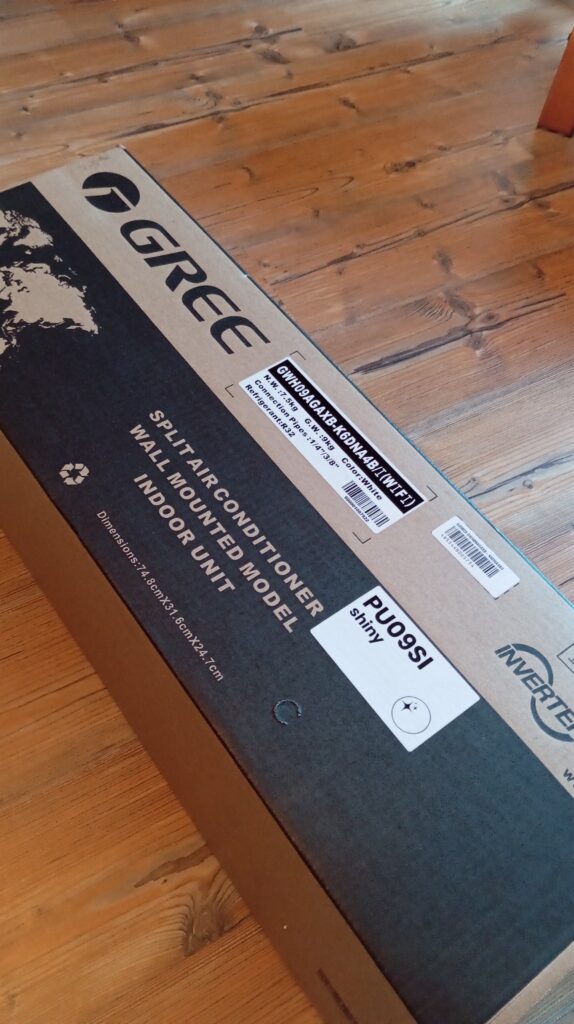 GREE
GWH09AGAXB-K6DNA4B/I(WIFI)
N.W.:7.5kg G.W.:9kg Color:White
Connection Pipes:1/4"/3/8"
Refrigerant:R32
SPLIT AIR CONDITIONER
WALL MOUNTED MODEL
INDOOR UNIT
Dimensions:74.8cmX31.6cmX24.7cm
PU09SI
shiny